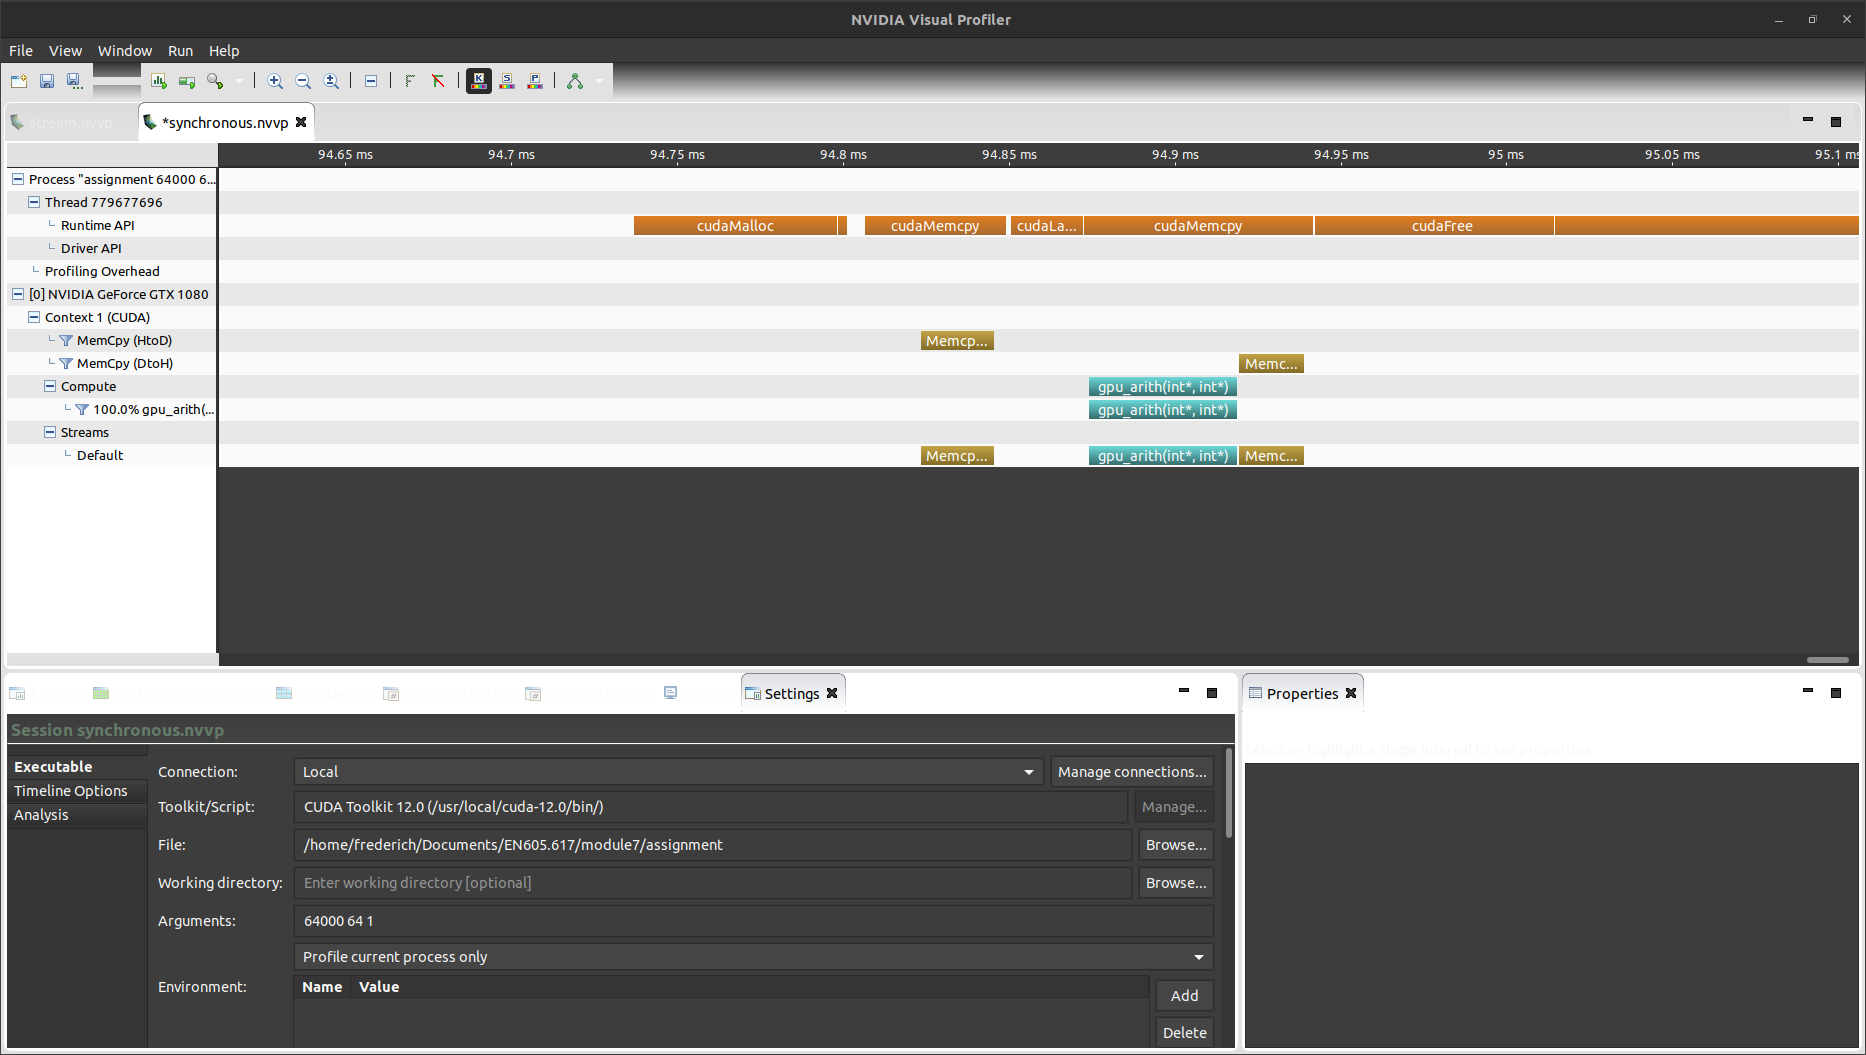 NVIDIA Visual Profiler
File View Window Run Help
stream.nvvp *synchronous.nvvp
94.65 ms 94.7 ms 94.75 ms 94.8 ms 94.85 ms 94.9 ms 94.95 ms 95 ms 95.05 ms 95.1 ms
Process "assignment 64000 6...
Thread 779677696
Runtime API cudaMalloc cudaMemcpy cudaLa... cudaMemcpy cudaFree
Driver API
Profiling Overhead
[0] NVIDIA GeForce GTX 1080
Context 1 (CUDA)
MemCpy (HtoD) Memcp...
MemCpy (DtoH) Memc...
Compute gpu_arith(int*, int*)
100.0% gpu_arith(... gpu_arith(int*, int*)
Streams
Default Memcp... gpu_arith(int*, int*) Memc...
Settings
Properties
Session synchronous.nvvp
Select or highlight a single interval to see properties
Executable
Timeline Options
Analysis
Connection: Local Manage connections...
Toolkit/Script: CUDA Toolkit 12.0 (/usr/local/cuda-12.0/bin/) Manage...
File: /home/frederich/Documents/EN605.617/module7/assignment Browse...
Working directory: Enter working directory [optional] Browse...
Arguments: 64000 64 1
Profile current process only
Environment: Name Value
Add
Delete